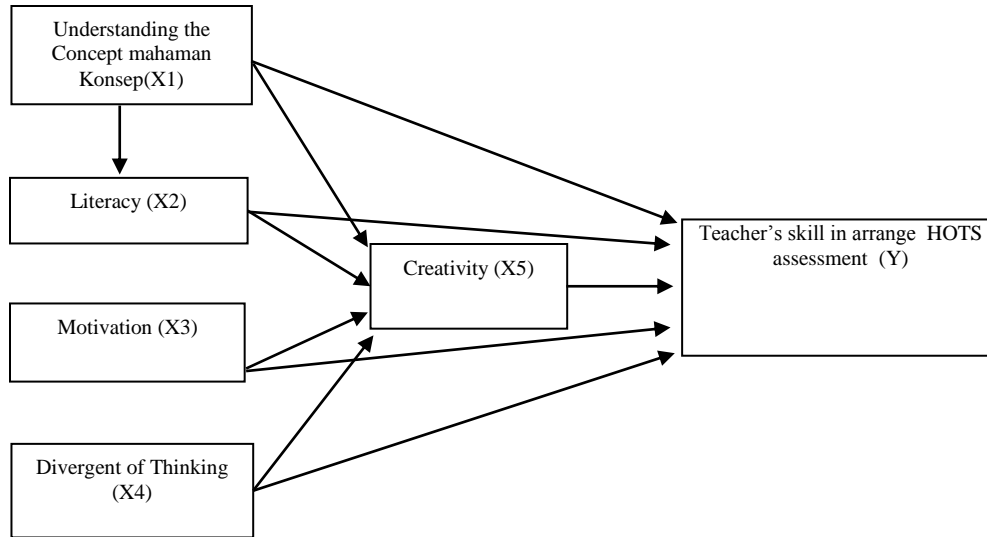 Understanding the
Concept mahaman
Konsep(X1)
Literacy (X2)
Teacher's skill in arrange HOTS
assessment (Y)
Creativity (X5)
Motivation (X3)
Divergent of Thinking
(X4)